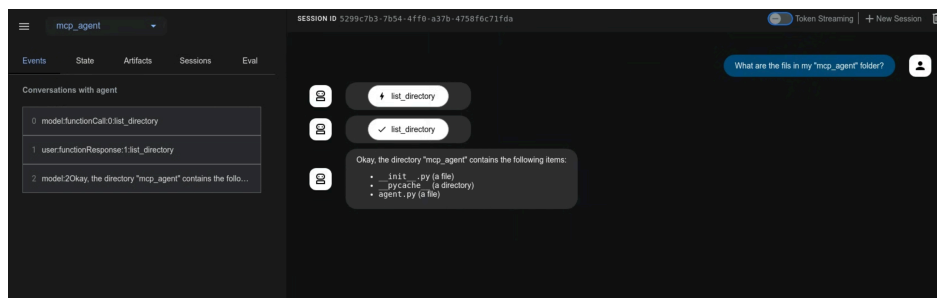 mcp_agent
SESSION ID 5299c7b3-7b54-4ff0-a37b-4758f6c71fda
Token Streaming
+ New Session
Events State Artifacts Sessions Eval
Conversations with agent
0 model:functionCall:0:list_directory
1 user:functionResponse:1:list_directory
2 model:2Okay, the directory "mcp_agent" contains the follo...
What are the fils in my "mcp_agent" folder?
list_directory
list_directory
Okay, the directory "mcp_agent" contains the following items:
• __init__.py (a file)
• __pycache__ (a directory)
• agent.py (a file)